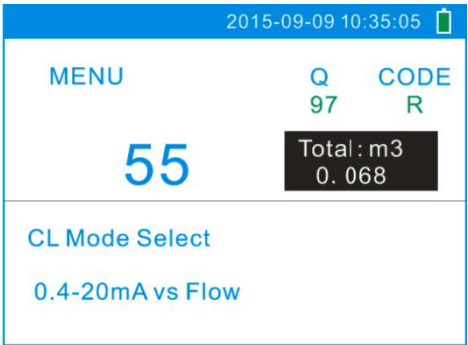 2015-09-09 10:35:05
MENU Q CODE
97 R
55 Total: m3
0. 068
CL Mode Select
0.4-20mA vs Flow